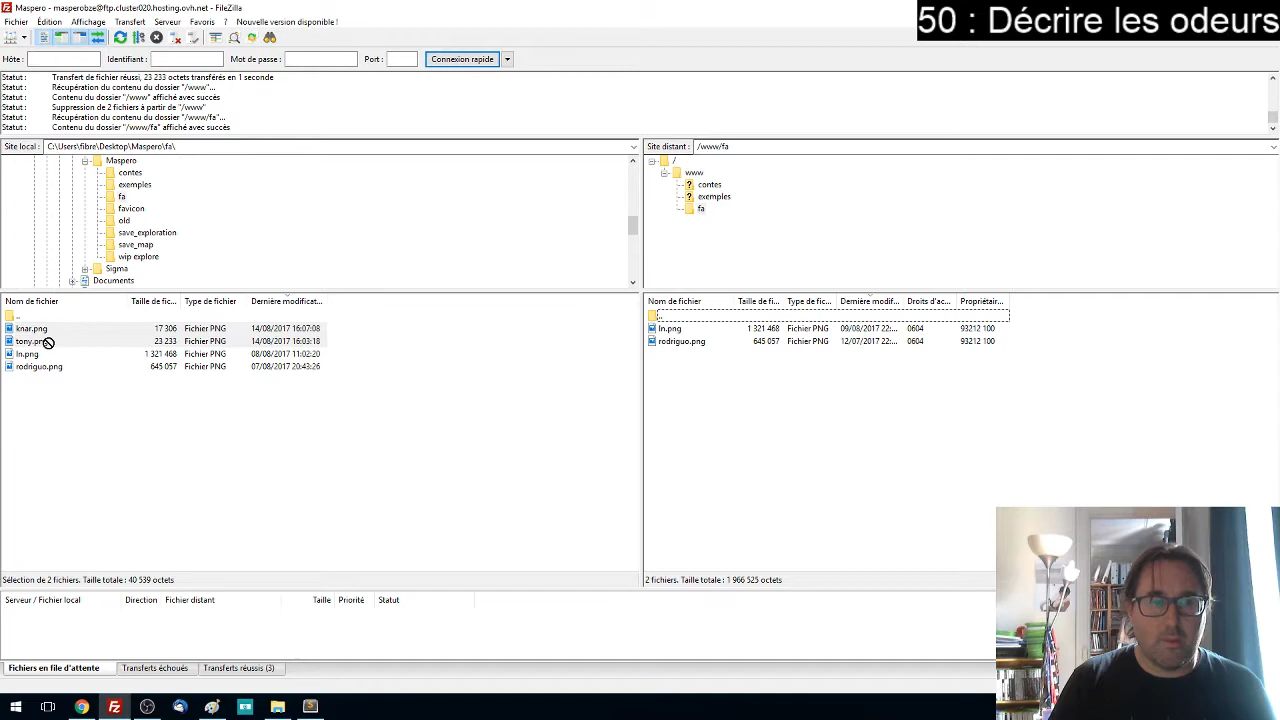 Maspero - masperobze@ftp.cluster020.hosting.ovh.net - FileZilla
50 : Décrire les odeurs
Fichier Édition Affichage Transfert Serveur Favoris ? Nouvelle version disponible !
Hôte : Identifiant : Mot de passe : Port : Connexion rapide
Statut : Transfert de fichier réussi, 23 233 octets transférés en 1 seconde
Statut : Récupération du contenu du dossier "/www"...
Statut : Contenu du dossier "/www" affiché avec succès
Statut : Suppression de 2 fichiers à partir de "/www"
Statut : Récupération du contenu du dossier "/www/fa"...
Statut : Contenu du dossier "/www/fa" affiché avec succès
Site local : C:\Users\fibre\Desktop\Maspero\fa\
Maspero
contes
exemples
fa
favicon
old
save_exploration
save_map
wip explore
Sigma
Documents
Site distant : /www/fa
/
www
? contes
? exemples
fa
Nom de fichier Taille de fic... Type de fichier Dernière modificat...
..
knar.png 17 306 Fichier PNG 14/08/2017 16:07:08
tony.png 23 233 Fichier PNG 14/08/2017 16:03:18
ln.png 1 321 468 Fichier PNG 08/08/2017 11:02:20
rodriguo.png 645 057 Fichier PNG 07/08/2017 20:43:26
Sélection de 2 fichiers. Taille totale : 40 539 octets
Nom de fichier Taille de fi... Type de fic... Dernière modif... Droits d'ac... Propriétair...
..
ln.png 1 321 468 Fichier PNG 09/08/2017 22:... 0604 93212 100
rodriguo.png 645 057 Fichier PNG 12/07/2017 22:... 0604 93212 100
2 fichiers. Taille totale : 1 966 525 octets
Serveur / Fichier local Direction Fichier distant Taille Priorité Statut
Fichiers en file d'attente Transferts échoués Transferts réussis (3)